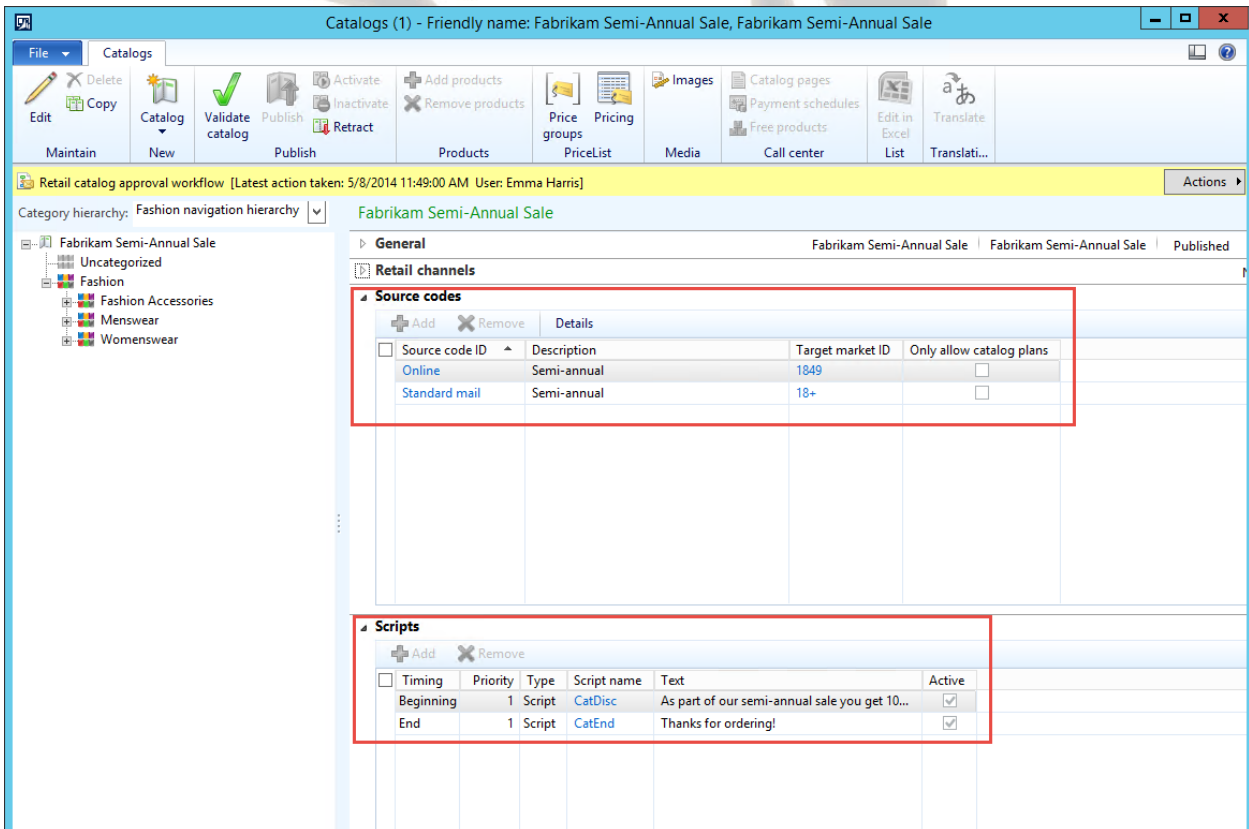 Catalogs (1) - Friendly name: Fabrikam Semi-Annual Sale, Fabrikam Semi-Annual Sale
File Catalogs
Edit Delete Copy
Maintain
Catalog
New
Validate catalog Publish Activate Inactivate Retract
Publish
Add products Remove products
Products
Price groups Pricing
PriceList
Images
Media
Catalog pages Payment schedules Free products
Call center
Edit in Excel
List
Translate
Translati...
Retail catalog approval workflow [Latest action taken: 5/8/2014 11:49:00 AM User: Emma Harris] Actions
Category hierarchy: Fashion navigation hierarchy
Fabrikam Semi-Annual Sale
Uncategorized
Fashion
Fashion Accessories
Menswear
Womenswear
Fabrikam Semi-Annual Sale
General Fabrikam Semi-Annual Sale Fabrikam Semi-Annual Sale Published
Retail channels
Source codes
Add Remove Details
Source code ID Description Target market ID Only allow catalog plans
Online Semi-annual 1849
Standard mail Semi-annual 18+
Scripts
Add Remove
Timing Priority Type Script name Text Active
Beginning 1 Script CatDisc As part of our semi-annual sale you get 10...
End 1 Script CatEnd Thanks for ordering!